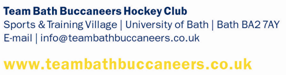 Team Bath Buccaneers Hockey Club
Sports & Training Village | University of Bath | Bath BA2 7AY
E-mail | info@teambathbuccaneers.co.uk
www.teambathbuccaneers.co.uk